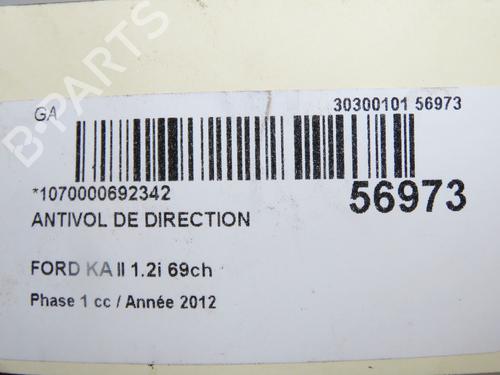 GA 30300101 56973
*1070000692342 56973
ANTIVOL DE DIRECTION
FORD KA II 1.2i 69ch
Phase 1 cc / Année 2012
B-PARTS